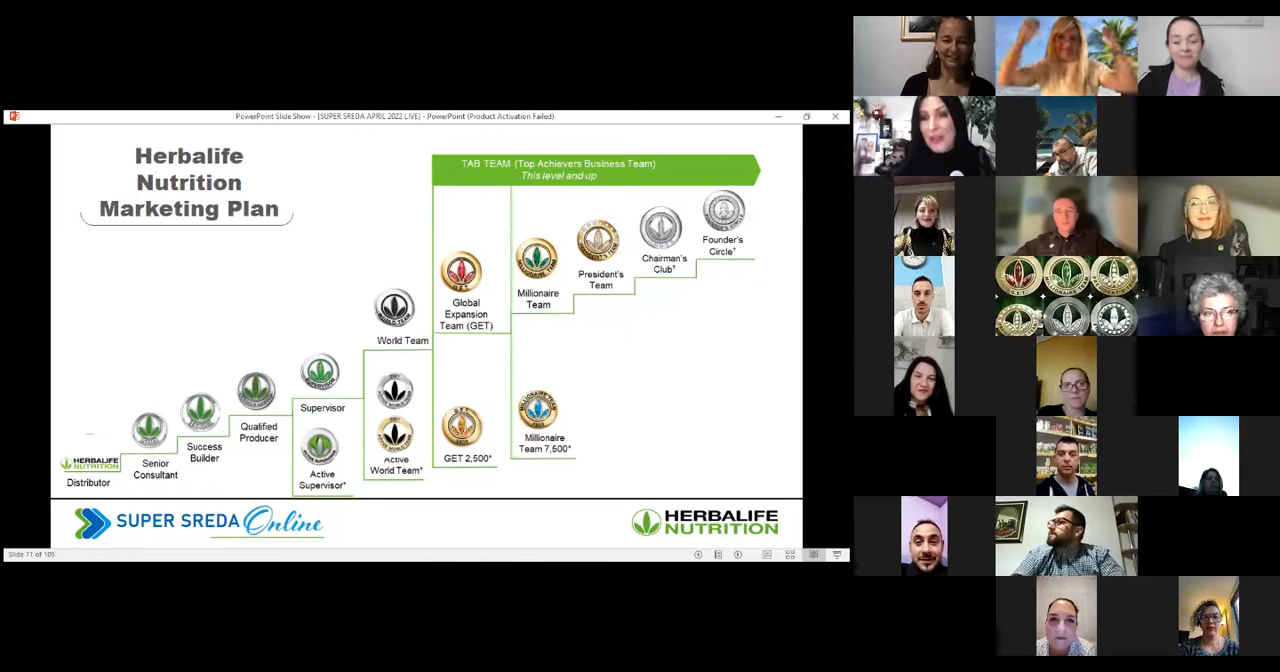 PowerPoint Slide Show - [SUPER SREDA APRIL 2022 LIVE] - PowerPoint (Product Activation Failed)
Herbalife
Nutrition
Marketing Plan
TAB TEAM (Top Achievers Business Team)
This level and up
Founder's
Circle†
Chairman's
Club†
President's
Team
Millionaire
Team
Global
Expansion
Team (GET)
World Team
Supervisor
Qualified
Producer
Success
Builder
Senior
Consultant
HERBALIFE
NUTRITION
Distributor
Active
Supervisor*
Active
World Team*
GET 2,500*
Millionaire
Team 7,500*
SUPER SREDA Online
HERBALIFE
NUTRITION
Slide 71 of 105